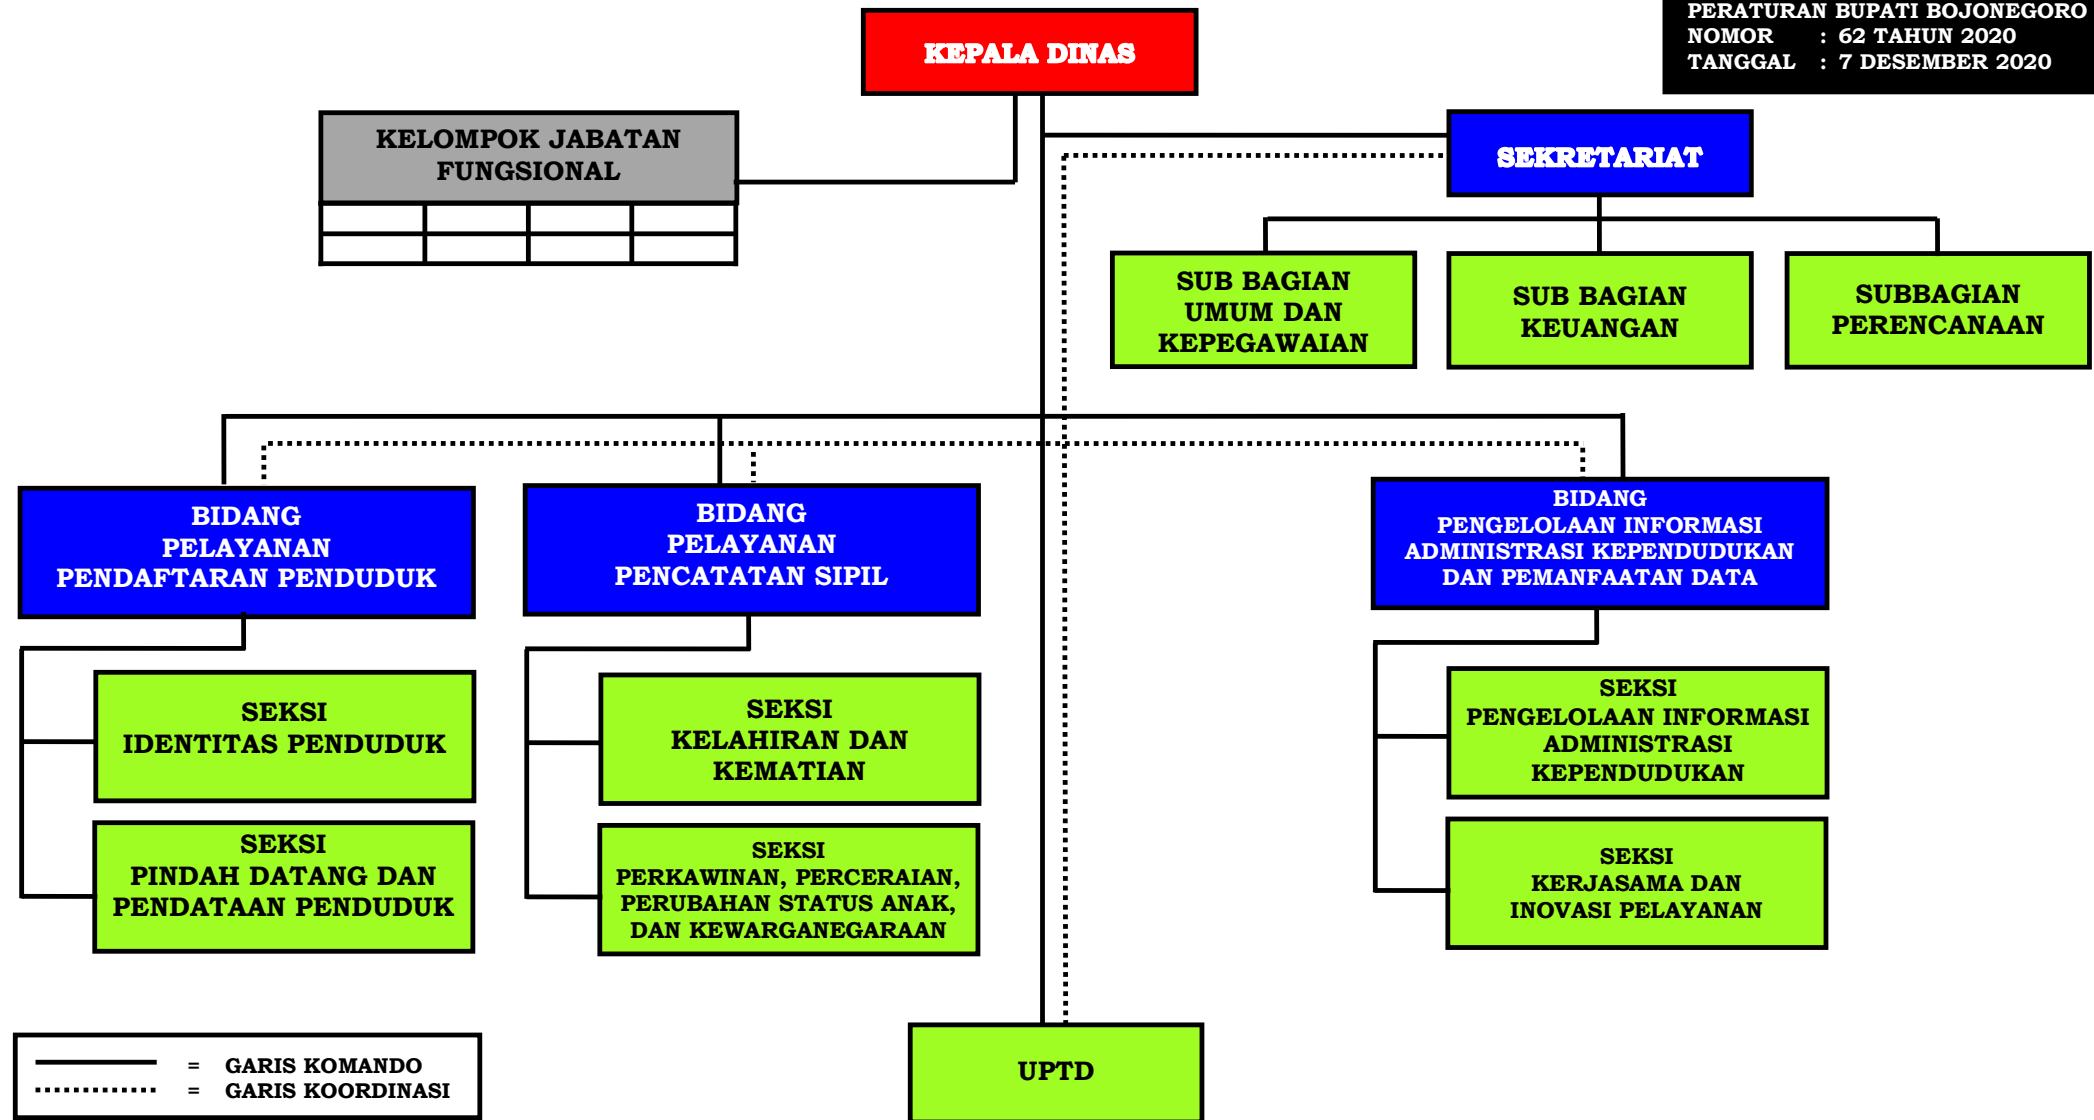 PERATURAN BUPATI BOJONEGORO
NOMOR : 62 TAHUN 2020
TANGGAL : 7 DESEMBER 2020
KEPALA DINAS
KELOMPOK JABATAN
FUNGSIONAL
SEKRETARIAT
SUB BAGIAN
UMUM DAN
KEPEGAWAIAN
SUB BAGIAN
KEUANGAN
SUBBAGIAN
PERENCANAAN
BIDANG
PELAYANAN
PENDAFTARAN PENDUDUK
BIDANG
PELAYANAN
PENCATATAN SIPIL
BIDANG
PENGELOLAAN INFORMASI
ADMINISTRASI KEPENDUDUKAN
DAN PEMANFAATAN DATA
SEKSI
IDENTITAS PENDUDUK
SEKSI
PINDAH DATANG DAN
PENDATAAN PENDUDUK
SEKSI
KELAHIRAN DAN
KEMATIAN
SEKSI
PERKAWINAN, PERCERAIAN,
PERUBAHAN STATUS ANAK,
DAN KEWARGANEGARAAN
SEKSI
PENGELOLAAN INFORMASI
ADMINISTRASI
KEPENDUDUKAN
SEKSI
KERJASAMA DAN
INOVASI PELAYANAN
UPTD
= GARIS KOMANDO
= GARIS KOORDINASI